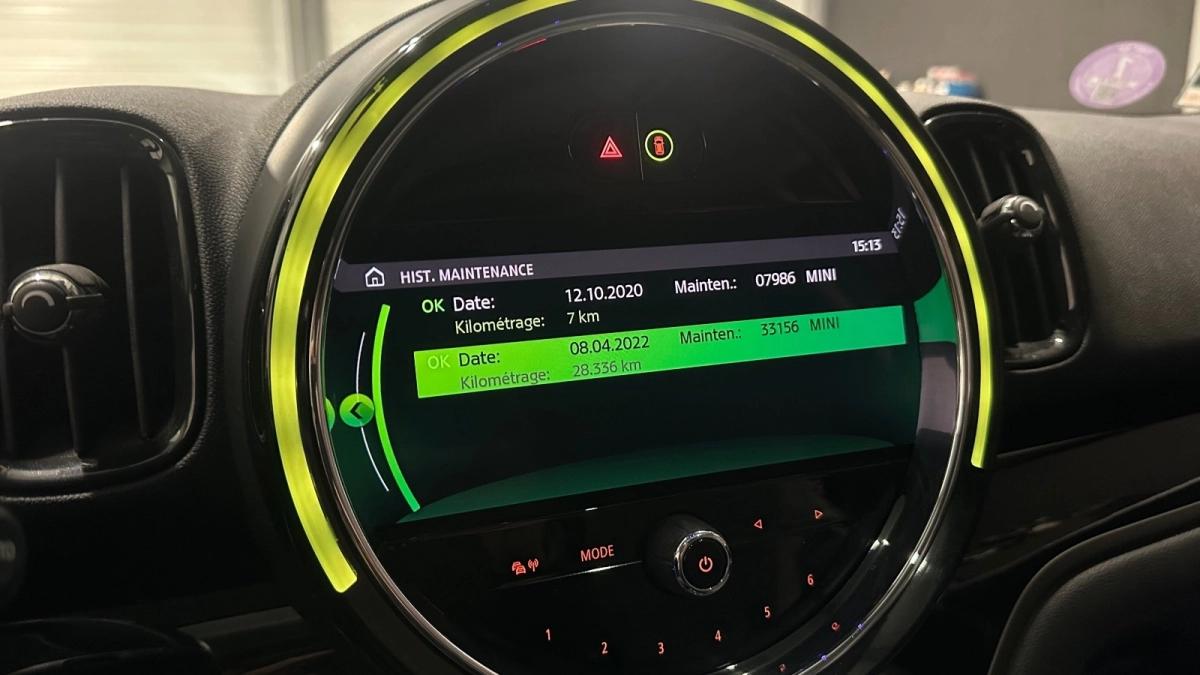 15:13
HIST. MAINTENANCE
OK Date: 12.10.2020 Mainten.: 07986 MINI
Kilométrage: 7 km
OK Date: 08.04.2022 Mainten.: 33156 MINI
Kilométrage: 28.336 km
MODE
1 2 3 4 5 6